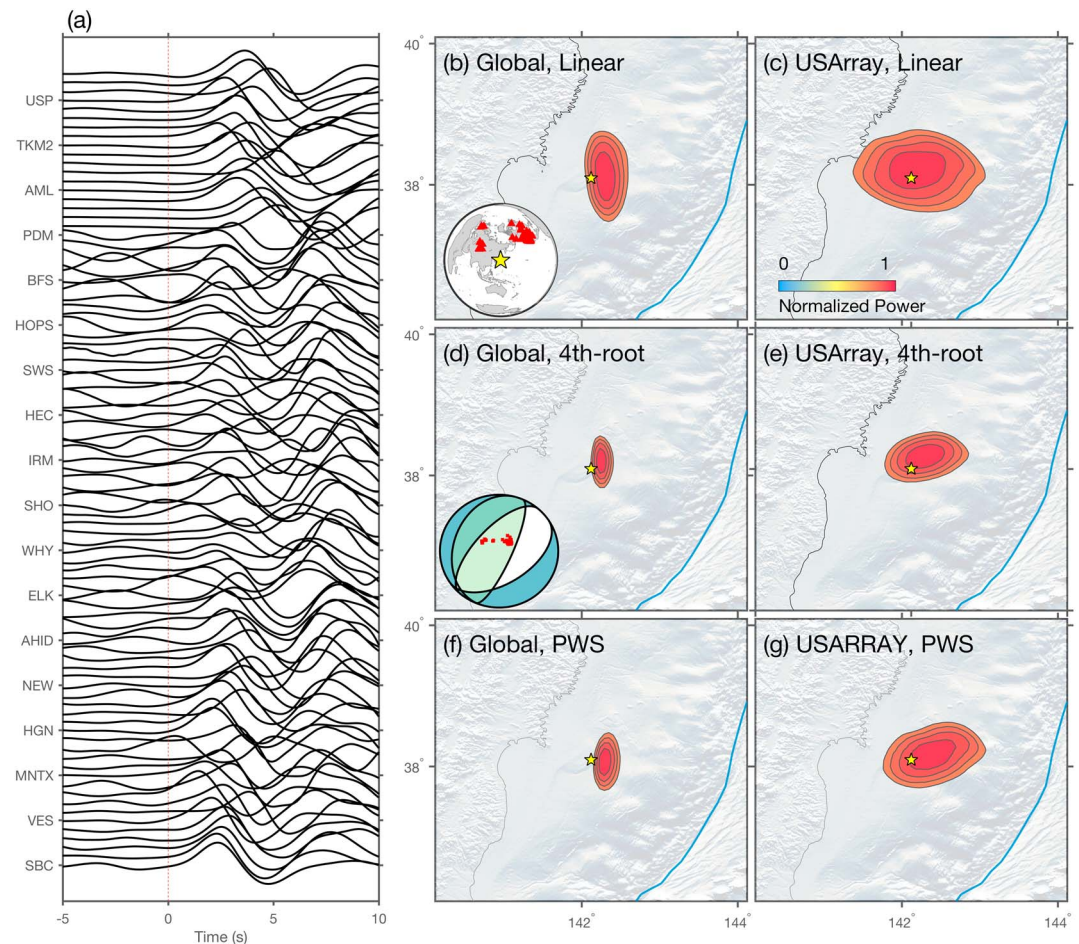 (a)
USP
TKM2
AML
PDM
BFS
HOPS
SWS
HEC
IRM
SHO
WHY
ELK
AHID
NEW
HGN
MNTX
VES
SBC
-5 0 5 10
Time (s)
40°
(b) Global, Linear
(c) USArray, Linear
38°
0 1
Normalized Power
40°
(d) Global, 4th-root
(e) USArray, 4th-root
38°
40°
(f) Global, PWS
(g) USARRAY, PWS
38°
142° 144° 142° 144°